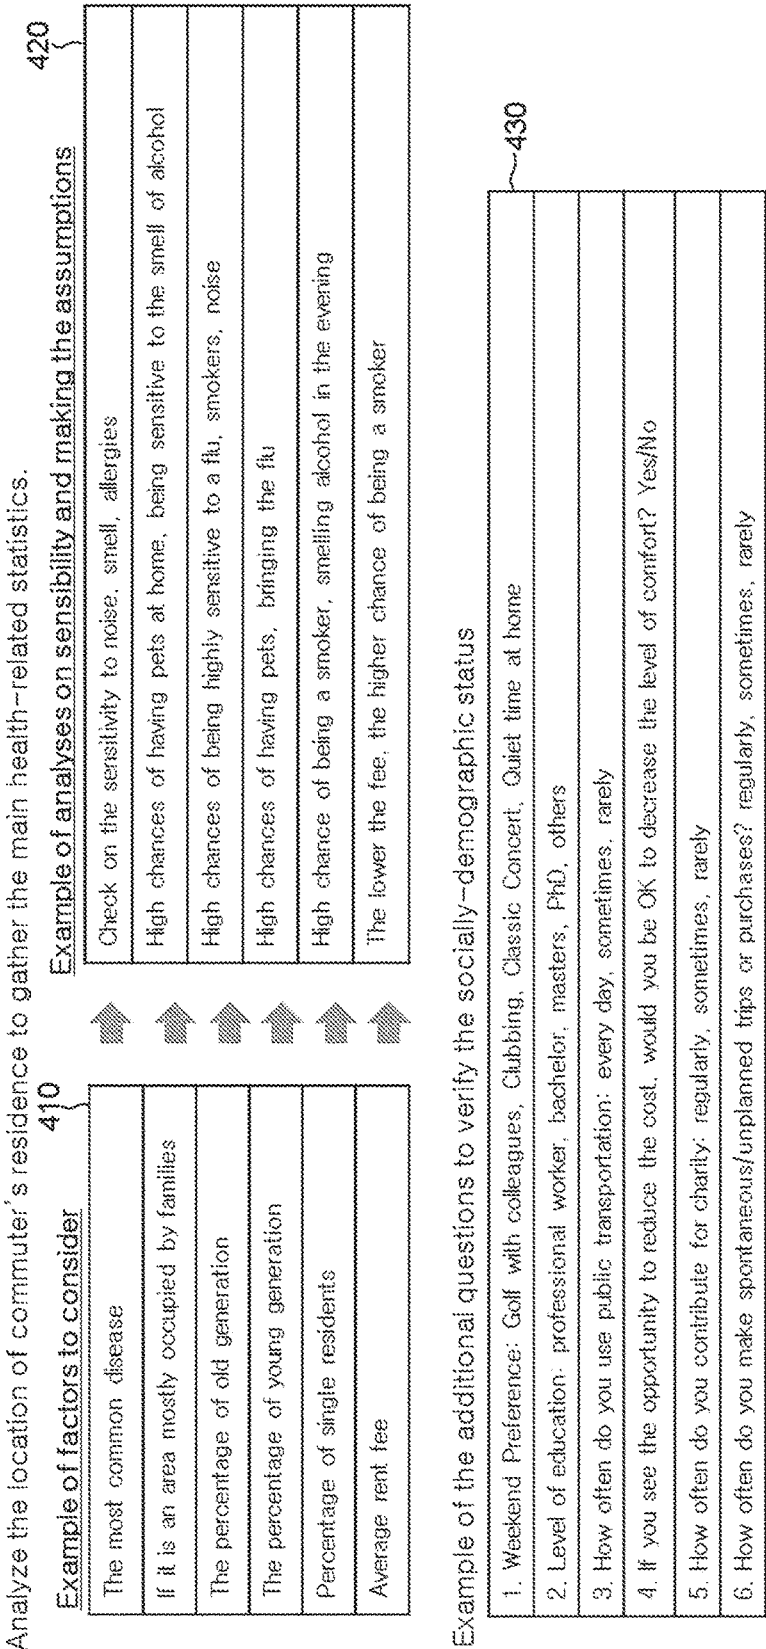 Analyze the location of commuter's residence to gather the main health-related statistics.
Example of factors to consider
410
The most common disease
If it is an area mostly occupied by families
The percentage of old generation
The percentage of young generation
Percentage of single residents
Average rent fee
Example of analyses on sensibility and making the assumptions
420
Check on the sensitivity to noise, smell, allergies
High chances of having pets at home, being sensitive to the smell of alcohol
High chances of being highly sensitive to a flu, smokers, noise
High chances of having pets, bringing the flu
High chance of being a smoker, smelling alcohol in the evening
The lower the fee, the higher chance of being a smoker
Example of the additional questions to verify the socially-demographic status
430
1. Weekend Preference: Golf with colleagues, Clubbing, Classic Concert, Quiet time at home
2. Level of education: professional worker, bachelor, masters, PhD, others
3. How often do you use public transportation: every day, sometimes, rarely
4. If you see the opportunity to reduce the cost, would you be OK to decrease the level of comfort? Yes/No
5. How often do you contribute for charity: regularly, sometimes, rarely
6. How often do you make spontaneous/unplanned trips or purchases? regularly, sometimes, rarely